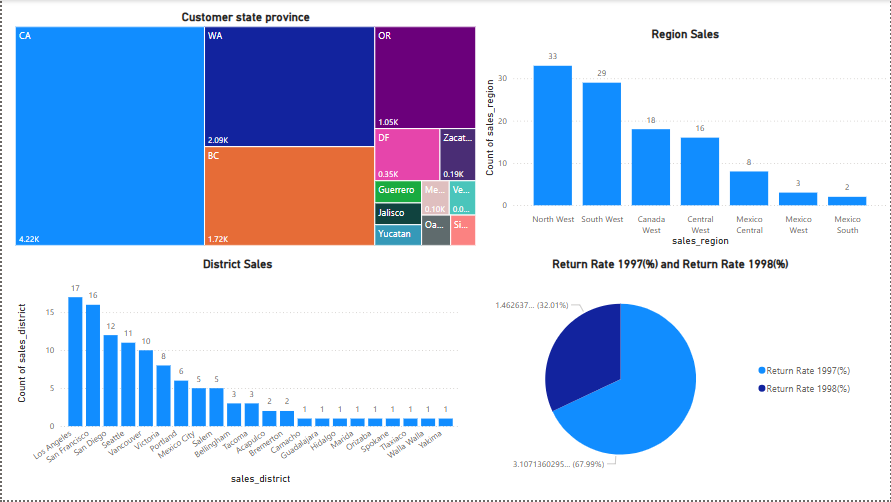 Customer state province
CA
4.22K
WA
2.09K
BC
1.72K
OR
1.05K
DF
0.35K
Zacat...
0.19K
Guerrero
Jalisco
Yucatan
Me...
0.10K
Ve...
0.0...
Oa...
Si...
Region Sales
Count of sales_region
30
20
10
0
33
29
18
16
8
3
2
North West
South West
Canada
West
Central
West
Mexico
Central
Mexico
West
Mexico
South
sales_region
District Sales
Count of sales_district
15
10
5
0
17
16
12
11
10
8
6
5
5
3
3
2
2
1
1
1
1
1
1
1
1
1
Los Angeles
San Francisco
San Diego
Seattle
Vancouver
Victoria
Portland
Mexico City
Salem
Bellingham
Tacoma
Acapulco
Bremerton
Camacho
Guadalajara
Hidalgo
Marida
Orizaba
Spokane
Tlaxiaco
Walla Walla
Yakima
sales_district
Return Rate 1997(%) and Return Rate 1998(%)
1.462637... (32.01%)
3.1071360295... (67.99%)
Return Rate 1997(%)
Return Rate 1998(%)